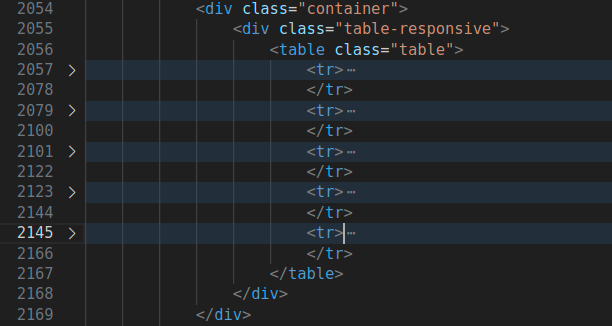 2054 <div class="container">
2055 <div class="table-responsive">
2056 <table class="table">
2057 > <tr>⋯
2078 </tr>
2079 > <tr>⋯
2100 </tr>
2101 > <tr>⋯
2122 </tr>
2123 > <tr>⋯
2144 </tr>
2145 > <tr>⋯
2166 </tr>
2167 </table>
2168 </div>
2169 </div>